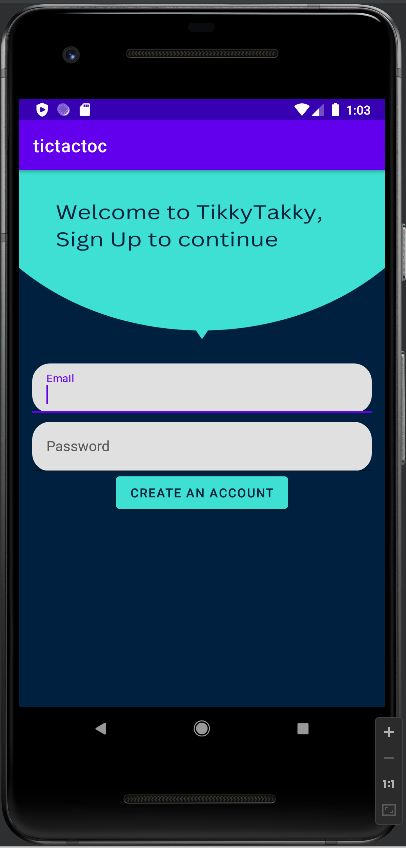 1:03
tictactoc
Welcome to TikkyTakky,
Sign Up to continue
Email
Password
CREATE AN ACCOUNT
1:1